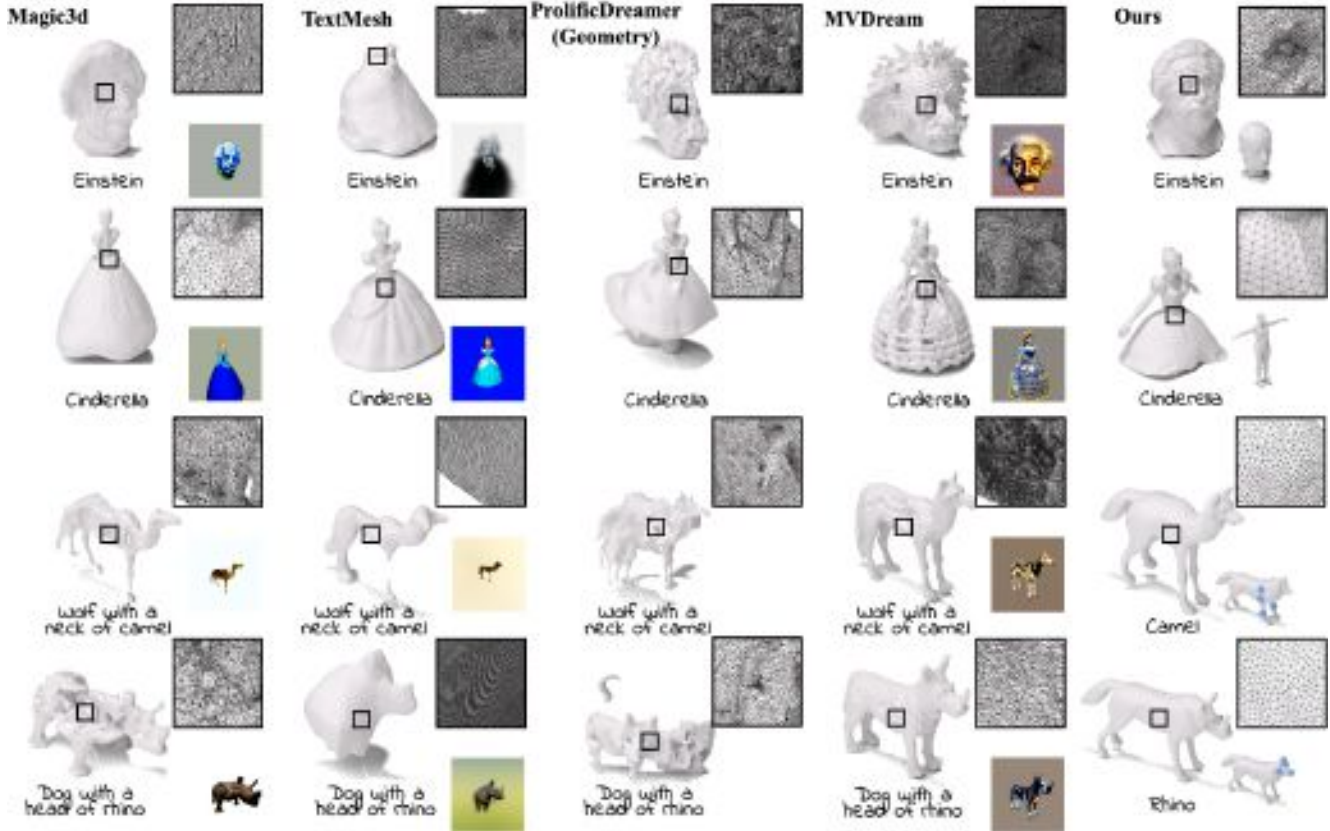 Magic3d
TextMesh
ProlificDreamer
(Geometry)
MVDream
Ours
Einstein
Einstein
Einstein
Einstein
Einstein
Cinderella
Cinderella
Cinderella
Cinderella
Cinderella
Wolf with a
neck of camel
Wolf with a
neck of camel
Wolf with a
neck of camel
Wolf with a
neck of camel
Camel
Dog with a
head of rhino
Dog with a
head of rhino
Dog with a
head of rhino
Dog with a
head of rhino
Rhino